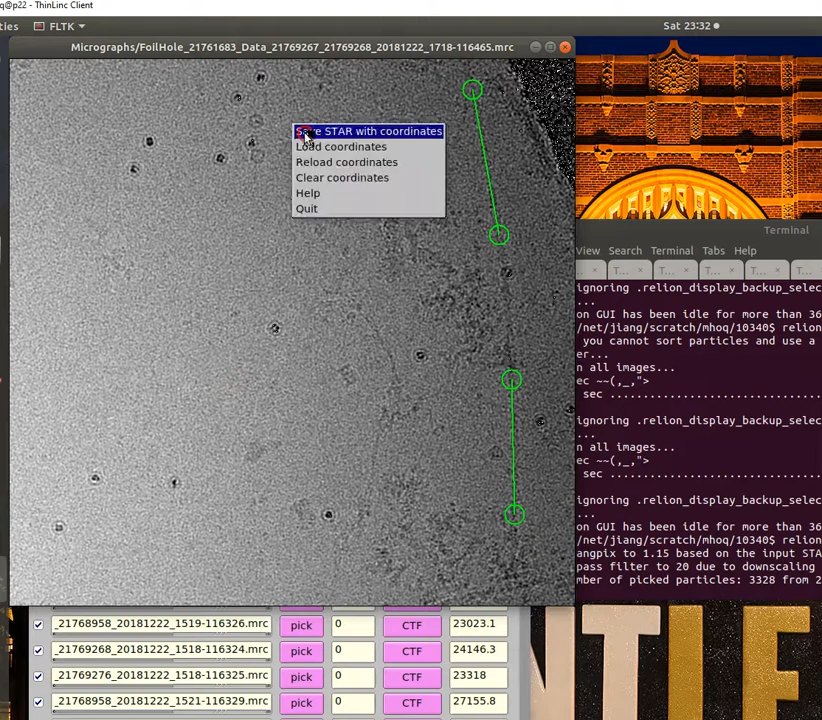 q@p22 - ThinLinc Client
ties FLTK Sat 23:32
Micrographs/FoilHole_21761683_Data_21769267_21769268_20181222_1718-116465.mrc
STAR with coordinates
Load coordinates
Reload coordinates
Clear coordinates
Help
Quit
Terminal
View Search Terminal Tabs Help
T... × T... × T... × T... × T... × T...
ignoring .relion_display_backup_selec
...
on GUI has been idle for more than 36
/net/jiang/scratch/mhoq/10340$ relion
you cannot sort particles and use a
er...
n all images...
ec ~~(,_,">
sec ........................................
ignoring .relion_display_backup_selec
...
n all images...
ec ~~(,_,">
sec ........................................
ignoring .relion_display_backup_selec
...
on GUI has been idle for more than 36
/net/jiang/scratch/mhoq/10340$ relion
angpix to 1.15 based on the input STA
pass filter to 20 due to downscaling
mber of picked particles: 3328 from 2
_21768958_20181222_1519-116326.mrc pick 0 CTF 23023.1
_21769268_20181222_1518-116324.mrc pick 0 CTF 24146.3
_21769276_20181222_1518-116325.mrc pick 0 CTF 23318
_21768958_20181222_1521-116329.mrc pick 0 CTF 27155.8
NTIF